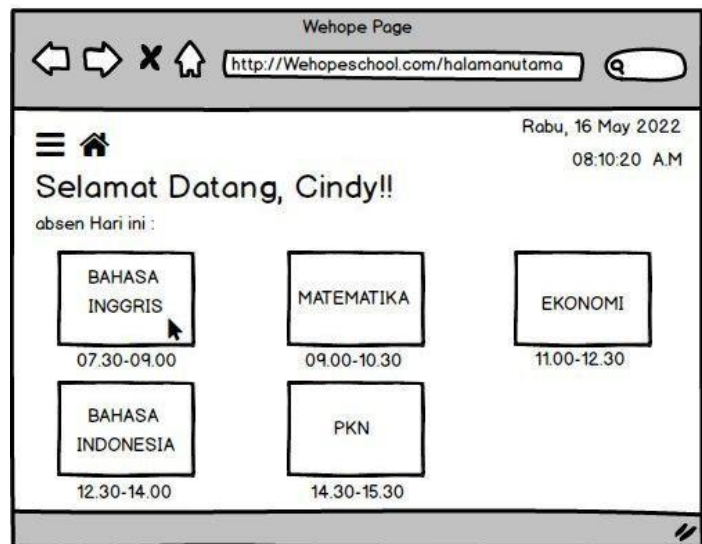 Wehope Page
http://Wehopeschool.com/halamanutama
Rabu, 16 May 2022
08:10:20 A.M
Selamat Datang, Cindy!!
absen Hari ini :
BAHASA
INGGRIS
07.30-09.00
MATEMATIKA
09.00-10.30
EKONOMI
11.00-12.30
BAHASA
INDONESIA
12.30-14.00
PKN
14.30-15.30